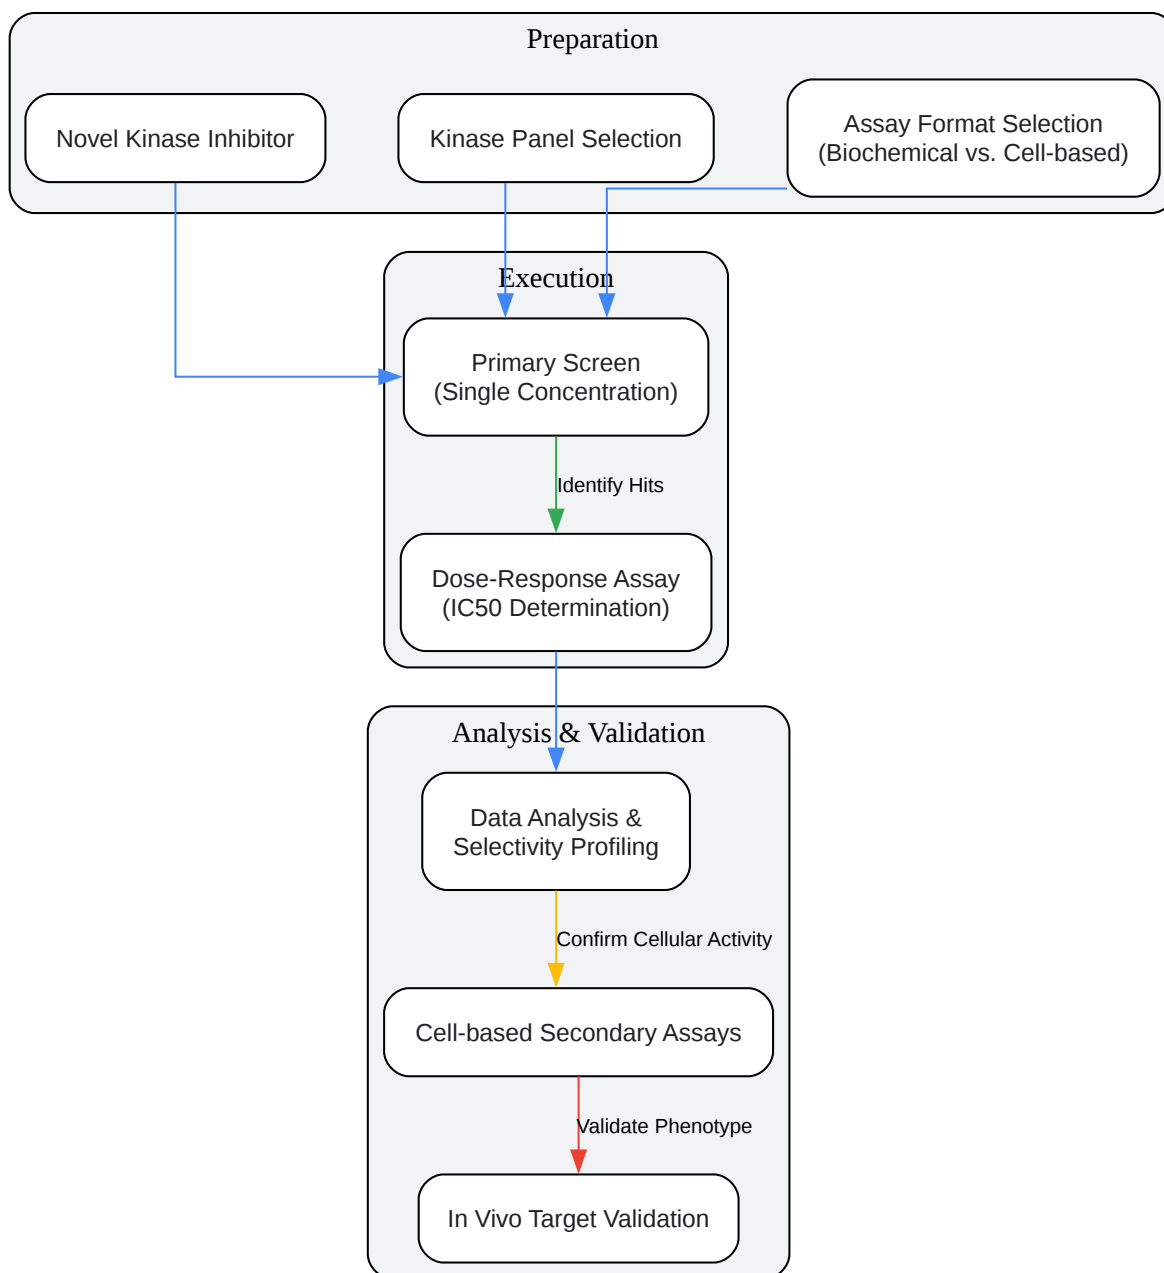 Preparation
Novel Kinase Inhibitor
Kinase Panel Selection
Assay Format Selection
(Biochemical vs. Cell-based)
Execution
Primary Screen
(Single Concentration)
Identify Hits
Dose-Response Assay
(IC50 Determination)
Analysis & Validation
Data Analysis &
Selectivity Profiling
Confirm Cellular Activity
Cell-based Secondary Assays
Validate Phenotype
In Vivo Target Validation